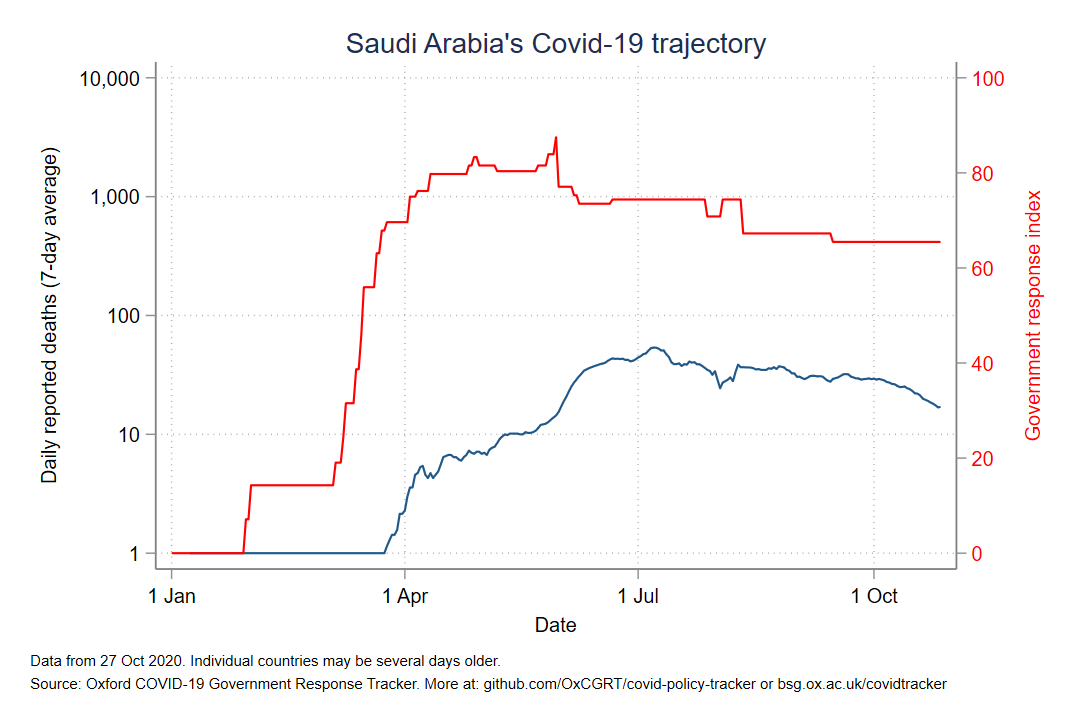 Saudi Arabia's Covid-19 trajectory
10,000
1,000
100
10
1
Daily reported deaths (7-day average)
100
80
60
40
20
0
Government response index
1 Jan
1 Apr
1 Jul
1 Oct
Date
Data from 27 Oct 2020. Individual countries may be several days older.
Source: Oxford COVID-19 Government Response Tracker. More at: github.com/OxCGRT/covid-policy-tracker or bsg.ox.ac.uk/covidtracker